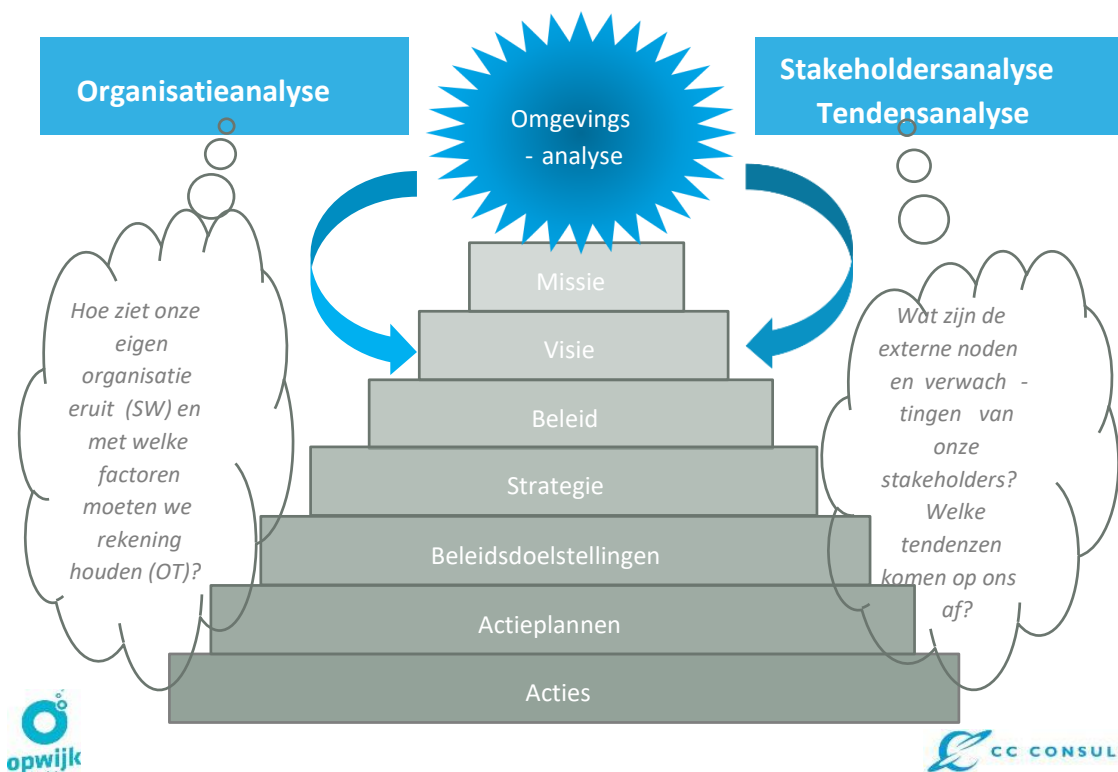 Organisatieanalyse
Omgevings
- analyse
Stakeholdersanalyse
Tendensanalyse
Hoe ziet onze
eigen
organisatie
eruit (SW) en
met welke
factoren
moeten we
rekening
houden (OT)?
Missie
Visie
Beleid
Strategie
Beleidsdoelstellingen
Actieplannen
Acties
Wat zijn de
externe noden
en verwach -
tingen van
onze
stakeholders?
Welke
tendenzen
komen op ons
af?
opwijk
CC CONSUL